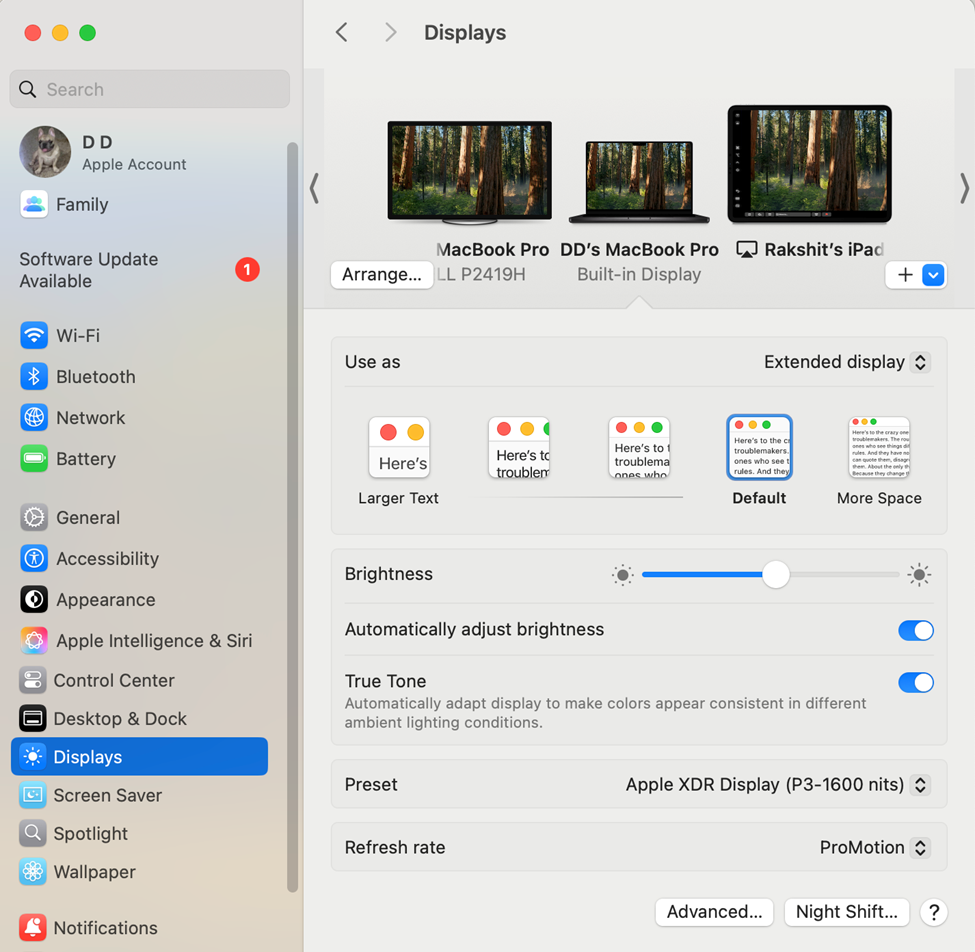 Search
D D
Apple Account
Family
Software Update
Available
1
Wi-Fi
Bluetooth
Network
Battery
General
Accessibility
Appearance
Apple Intelligence & Siri
Control Center
Desktop & Dock
Displays
Screen Saver
Spotlight
Wallpaper
Notifications
Displays
MacBook Pro
LL P2419H
DD's MacBook Pro
Built-in Display
Rakshit's iPad
Arrange...
Use as
Extended display
Here's
Larger Text
Here's to
troublem
Here's to t
troublema
ones who
Here's to the cr
troublemakers.
ones who see t
rules. And they
Default
Here's to the crazy one
troublemakers. The rou
ones who see things dif
rules. And they have no
can quote them, disagr
them. About the only th
Because they change t
More Space
Brightness
Automatically adjust brightness
True Tone
Automatically adapt display to make colors appear consistent in different
ambient lighting conditions.
Preset
Apple XDR Display (P3-1600 nits)
Refresh rate
ProMotion
Advanced...
Night Shift...
?